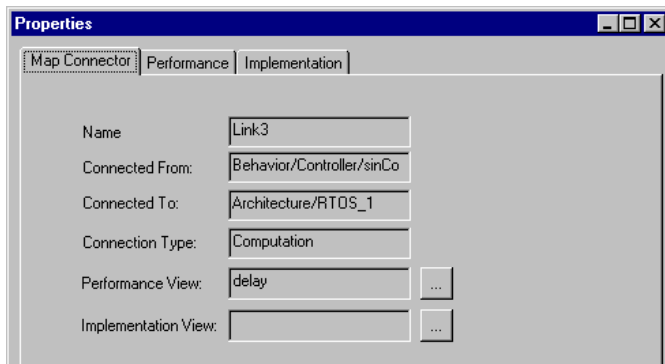 Properties
Map Connector Performance Implementation
Name Link3
Connected From: Behavior/Controller/sinCo
Connected To: Architecture/RTOS_1
Connection Type: Computation
Performance View: delay ...
Implementation View: ...